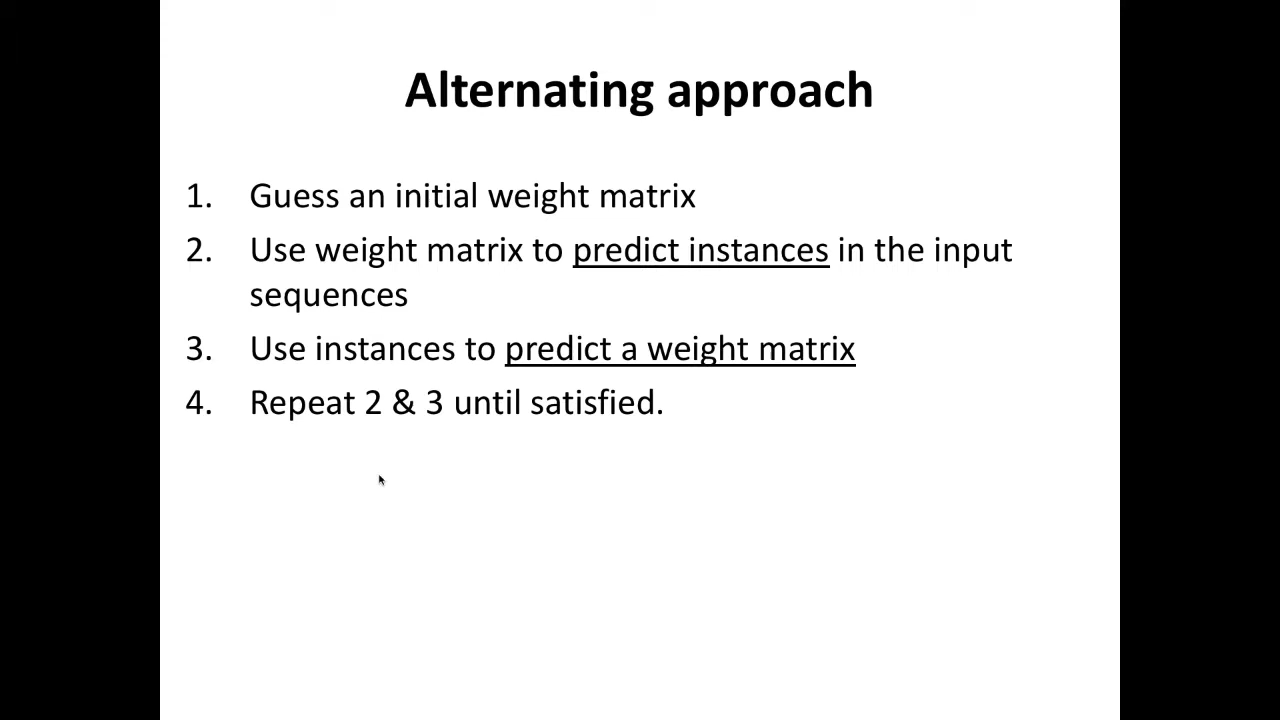 Alternating approach
1. Guess an initial weight matrix
2. Use weight matrix to predict instances in the input
sequences
3. Use instances to predict a weight matrix
4. Repeat 2 & 3 until satisfied.